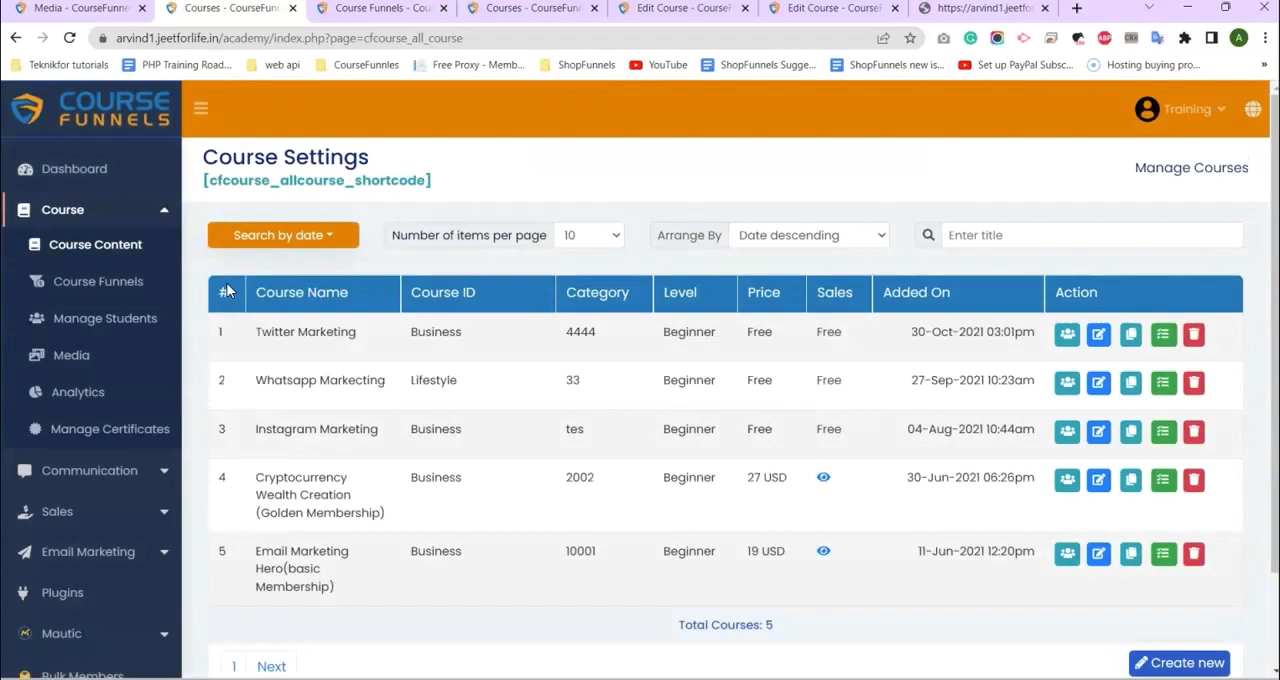 Media - CourseFunne
Courses - CourseFun
Course Funnels - Cou
Courses - CourseFun
Edit Course - CourseF
Edit Course - CourseF
https://arvind1.jeetfor
arvind1.jeetforlife.in/academy/index.php?page=cfcourse_all_course
Teknikfor tutorials
PHP Training Road...
web api
CourseFunnles
Free Proxy - Memb...
ShopFunnels
YouTube
ShopFunnels Sugge...
ShopFunnels new is...
Set up PayPal Subsc...
Hosting buying pro...
COURSE
FUNNELS
Training
Dashboard
Course
Course Content
Course Funnels
Manage Students
Media
Analytics
Manage Certificates
Communication
Sales
Email Marketing
Plugins
Mautic
Bulk Members
Course Settings
[cfcourse_allcourse_shortcode]
Manage Courses
Search by date
Number of items per page 10
Arrange By Date descending
Enter title
# Course Name Course ID Category Level Price Sales Added On Action
1 Twitter Marketing Business 4444 Beginner Free Free 30-Oct-2021 03:01pm
2 Whatsapp Markecting Lifestyle 33 Beginner Free Free 27-Sep-2021 10:23am
3 Instagram Marketing Business tes Beginner Free Free 04-Aug-2021 10:44am
4 Cryptocurrency Business 2002 Beginner 27 USD 30-Jun-2021 06:26pm
Wealth Creation
(Golden Membership)
5 Email Marketing Business 10001 Beginner 19 USD 11-Jun-2021 12:20pm
Hero(basic
Membership)
Total Courses: 5
1 Next
Create new